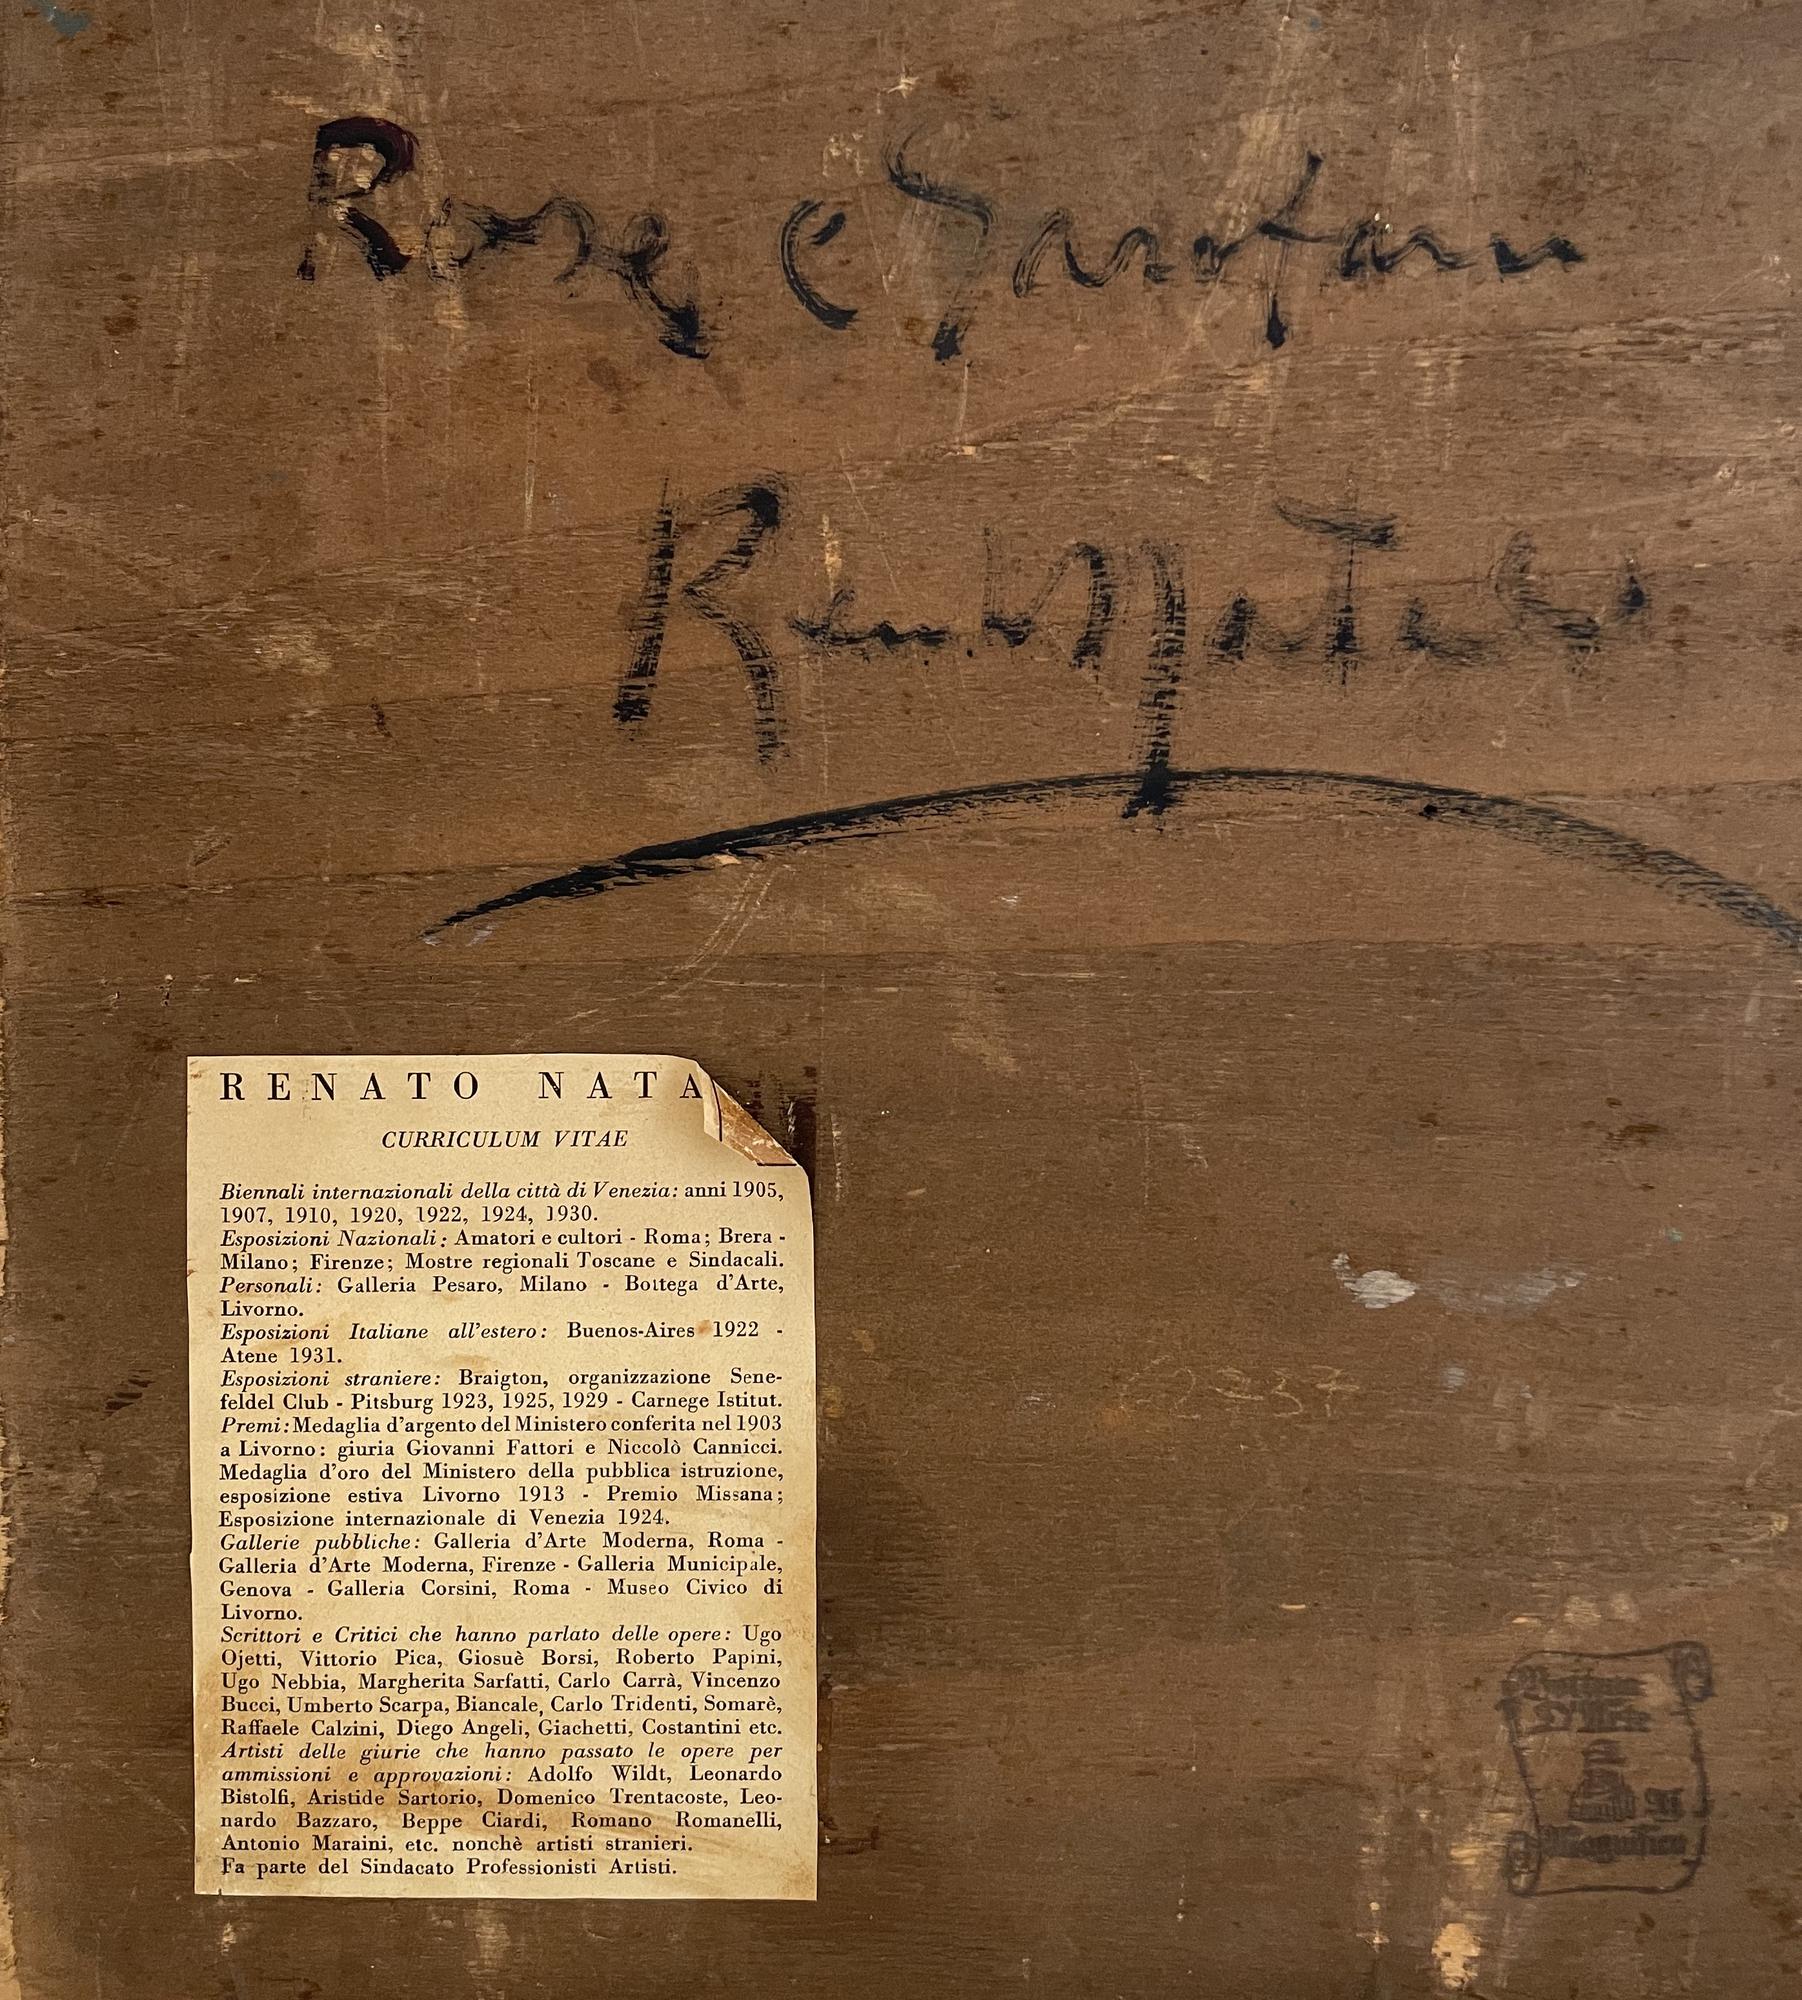 Rose e
Renato Natali
RENATO NATA
CURRICULUM VITAE
Biennali internazionali della città di Venezia: anni 1905,
1907, 1910, 1920, 1922, 1924, 1930.
Esposizioni Nazionali: Amatori e cultori - Roma; Brera -
Milano; Firenze; Mostre regionali Toscane e Sindacali.
Personali: Galleria Pesaro, Milano - Bottega d'Arte,
Livorno.
Esposizioni Italiane all'estero: Buenos-Aires 1922 -
Atene 1931.
Esposizioni straniere: Braigton, organizzazione Sene-
feldel Club - Pitsburg 1923, 1925, 1929 - Carnege Istitut.
Premi: Medaglia d'argento del Ministero conferita nel 1903
a Livorno: giuria Giovanni Fattori e Niccolò Cannicci.
Medaglia d'oro del Ministero della pubblica istruzione,
esposizione estiva Livorno 1913 - Premio Missana;
Esposizione internazionale di Venezia 1924.
Gallerie pubbliche: Galleria d'Arte Moderna, Roma -
Galleria d'Arte Moderna, Firenze - Galleria Municipale,
Genova - Galleria Corsini, Roma - Museo Civico di
Livorno.
Scrittori e Critici che hanno parlato delle opere: Ugo
Ojetti, Vittorio Pica, Giosuè Borsi, Roberto Papini,
Ugo Nebbia, Margherita Sarfatti, Carlo Carrà, Vincenzo
Bucci, Umberto Scarpa, Biancale, Carlo Tridenti, Somarè,
Raffaele Calzini, Diego Angeli, Giachetti, Costantini etc.
Artisti delle giurie che hanno passato le opere per
ammissioni e approvazioni: Adolfo Wildt, Leonardo
Bistolfi, Aristide Sartorio, Domenico Trentacoste, Leo-
nardo Bazzaro, Beppe Ciardi, Romano Romanelli,
Antonio Maraini, etc. nonchè artisti stranieri.
Fa parte del Sindacato Professionisti Artisti.
Magnifico